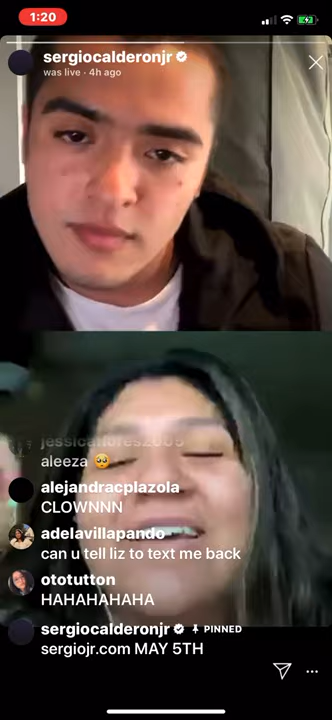 1:20
sergiocalderonjr
was live · 4h ago
jessicaflores2005
aleeza 🥺
alejandracplazola
CLOWNNN
adelavillapando
can u tell liz to text me back
ototutton
HAHAHAHAHA
sergiocalderonjr PINNED
sergiojr.com MAY 5TH